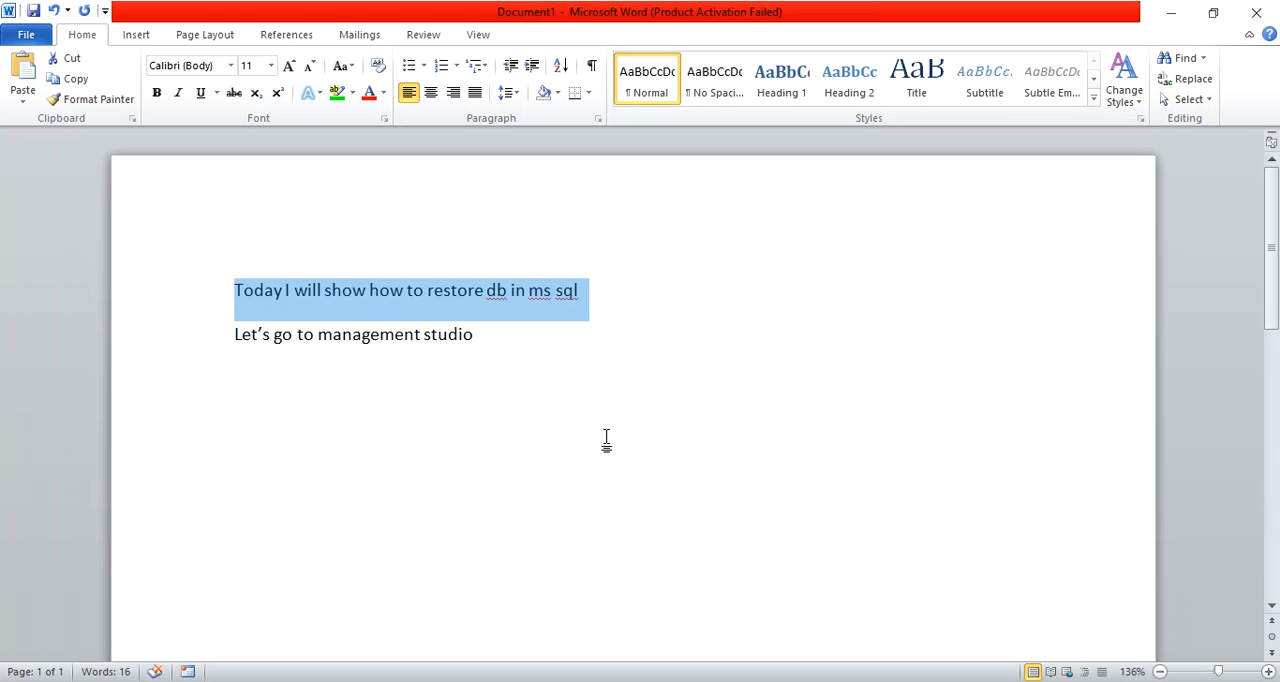 Document1 - Microsoft Word (Product Activation Failed)
File Home Insert Page Layout References Mailings Review View
Paste
Cut
Copy
Format Painter
Clipboard
Calibri (Body) 11
Font
Paragraph
AaBbCcDc AaBbCcDc AaBbC AaBbCc AaB AaBbCc. AaBbCcDc
¶ Normal ¶ No Spaci... Heading 1 Heading 2 Title Subtitle Subtle Em...
Change Styles
Styles
Find
Replace
Select
Editing
Today I will show how to restore db in ms sql
Let’s go to management studio
Page: 1 of 1 Words: 16 136%